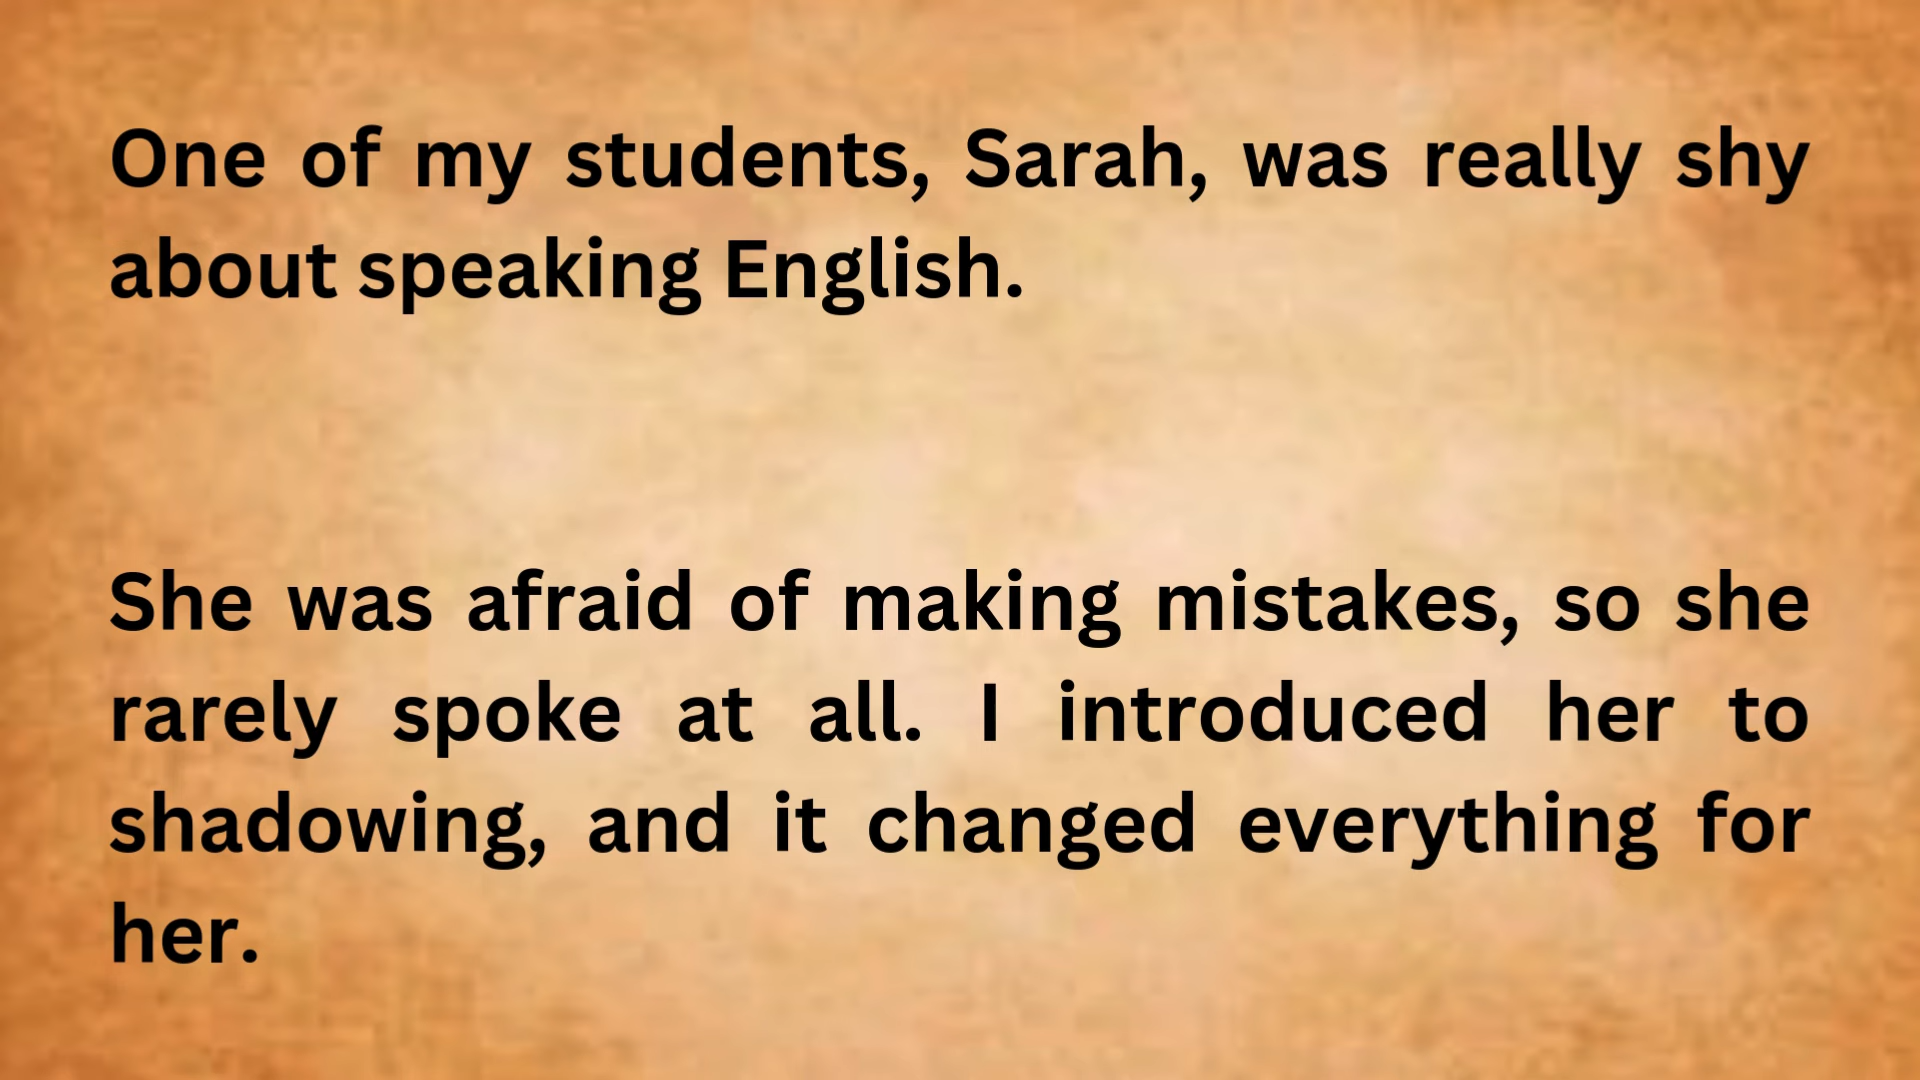 One of my students, Sarah, was really shy
about speaking English.
She was afraid of making mistakes, so she
rarely spoke at all. I introduced her to
shadowing, and it changed everything for
her.